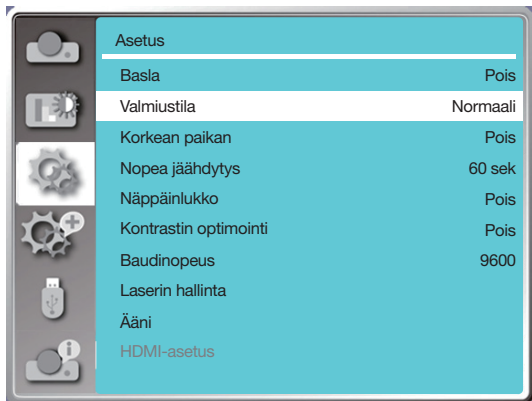 Asetus
Basla Pois
Valmiustila Normaali
Korkean paikan Pois
Nopea jäähdytys 60 sek
Näppäinlukko Pois
Kontrastin optimointi Pois
Baudinopeus 9600
Laserin hallinta
Ääni
HDMI-asetus